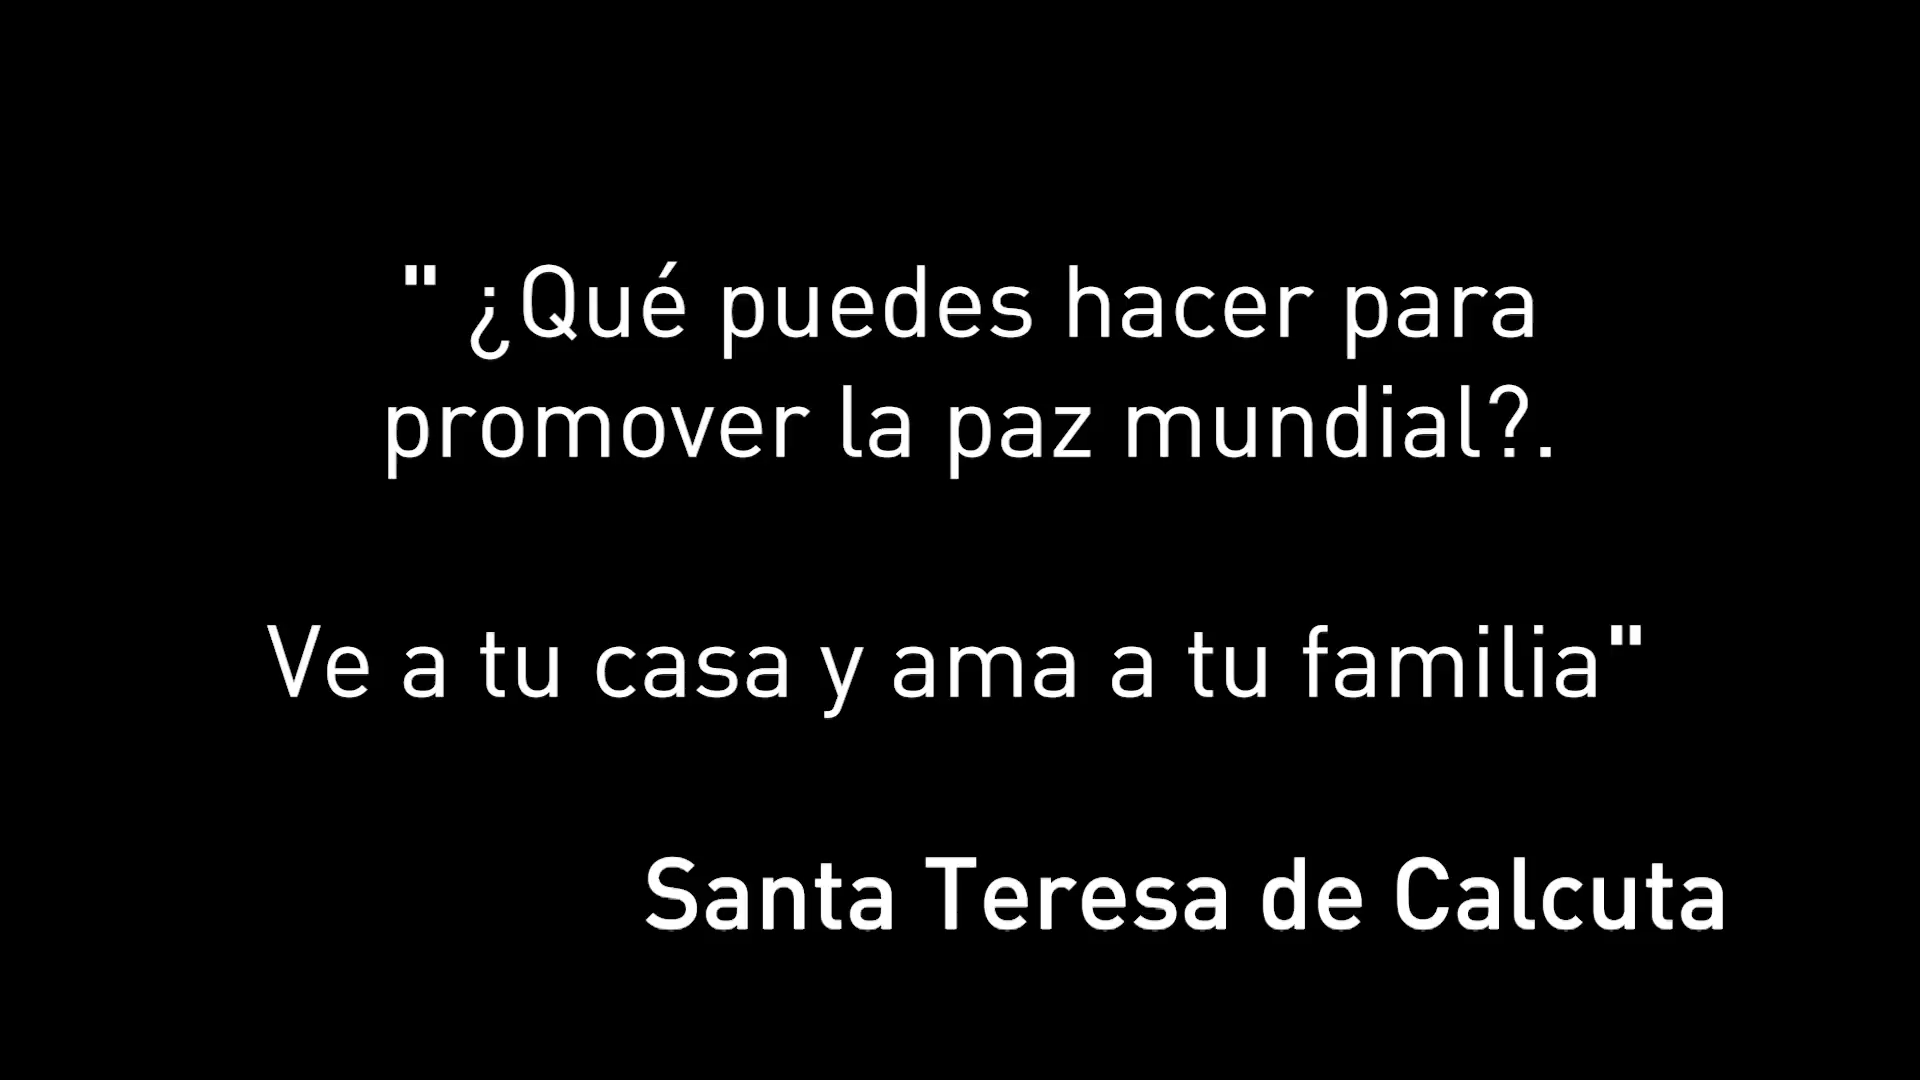 " ¿Qué puedes hacer para
promover la paz mundial?.
Ve a tu casa y ama a tu familia"
Santa Teresa de Calcuta